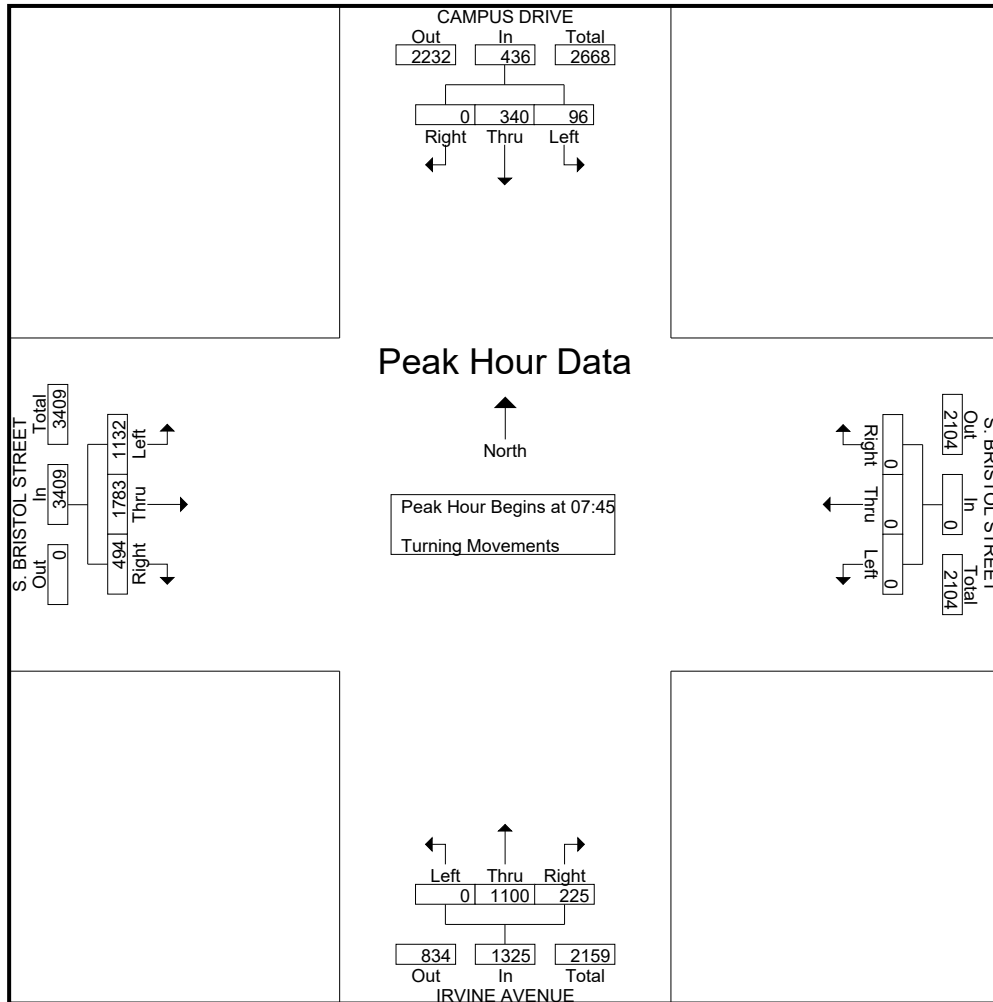 CAMPUS DRIVE
Out In Total
2232 436 2668
0 340 96
Right Thru Left
Peak Hour Data
North
Peak Hour Begins at 07:45
Turning Movements
S. BRISTOL STREET
Out In Total
0 3409 3409
494 1783 1132
Right Thru Left
S. BRISTOL STREET
Out In Total
2104 0 2104
0 0 0
Right Thru Left
Left Thru Right
0 1100 225
834 1325 2159
Out In Total
IRVINE AVENUE